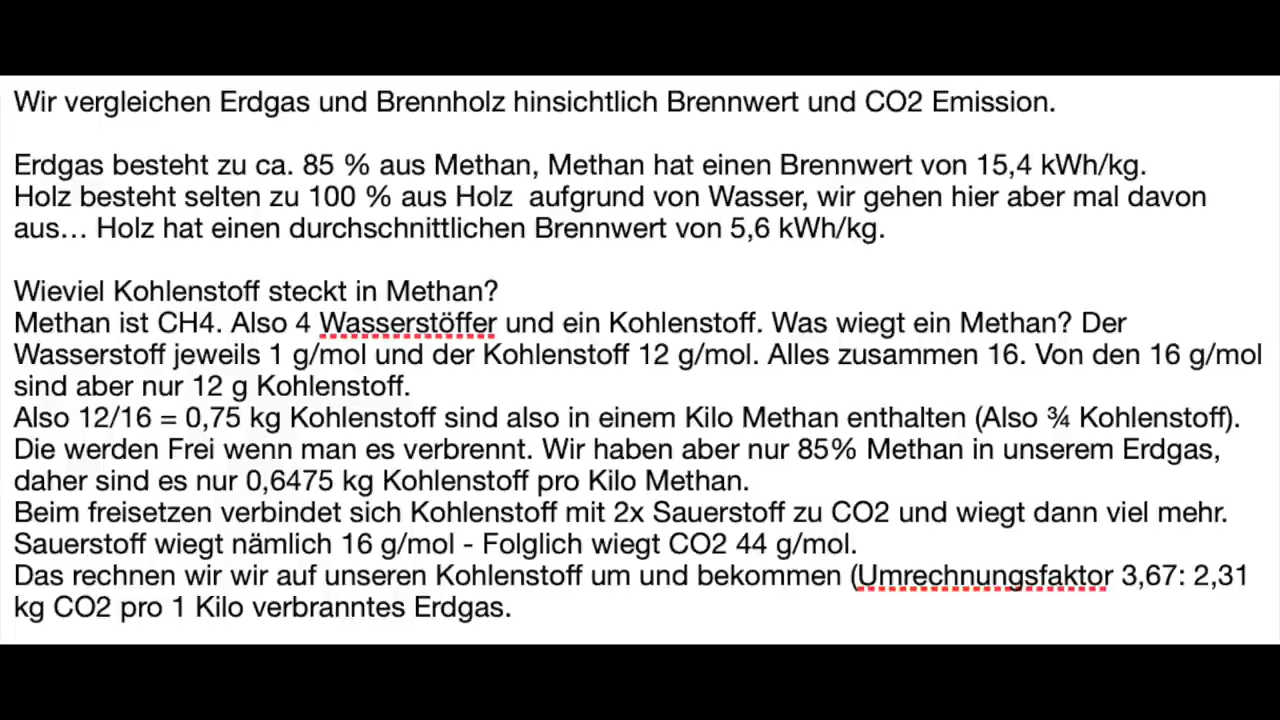 Wir vergleichen Erdgas und Brennholz hinsichtlich Brennwert und CO2 Emission.
Erdgas besteht zu ca. 85 % aus Methan, Methan hat einen Brennwert von 15,4 kWh/kg.
Holz besteht selten zu 100 % aus Holz  aufgrund von Wasser, wir gehen hier aber mal davon
aus… Holz hat einen durchschnittlichen Brennwert von 5,6 kWh/kg.
Wieviel Kohlenstoff steckt in Methan?
Methan ist CH4. Also 4 Wasserstöffer und ein Kohlenstoff. Was wiegt ein Methan? Der
Wasserstoff jeweils 1 g/mol und der Kohlenstoff 12 g/mol. Alles zusammen 16. Von den 16 g/mol
sind aber nur 12 g Kohlenstoff.
Also 12/16 = 0,75 kg Kohlenstoff sind also in einem Kilo Methan enthalten (Also ¾ Kohlenstoff).
Die werden Frei wenn man es verbrennt. Wir haben aber nur 85% Methan in unserem Erdgas,
daher sind es nur 0,6475 kg Kohlenstoff pro Kilo Methan.
Beim freisetzen verbindet sich Kohlenstoff mit 2x Sauerstoff zu CO2 und wiegt dann viel mehr.
Sauerstoff wiegt nämlich 16 g/mol - Folglich wiegt CO2 44 g/mol.
Das rechnen wir wir auf unseren Kohlenstoff um und bekommen (Umrechnungsfaktor 3,67: 2,31
kg CO2 pro 1 Kilo verbranntes Erdgas.